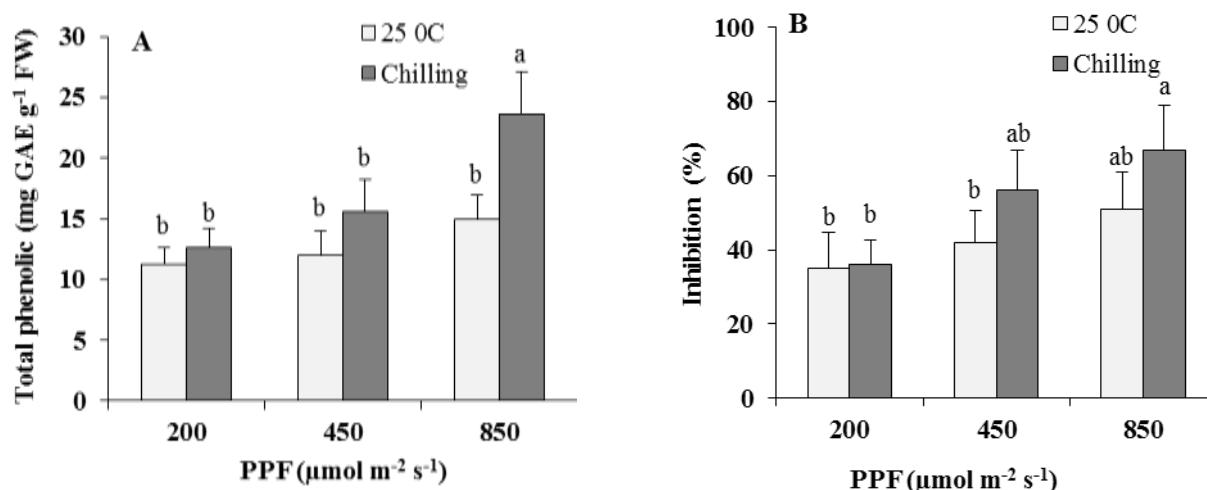 A
25 0C
Chilling
Total phenolic (mg GAE g-1 FW)
30
25
20
15
10
5
0
b
b
b
b
b
a
200
450
850
PPF (µmol m-2 s-1)
B
25 0C
Chilling
Inhibition (%)
100
80
60
40
20
0
b
b
b
ab
ab
a
200
450
850
PPF (µmol m-2 s-1)